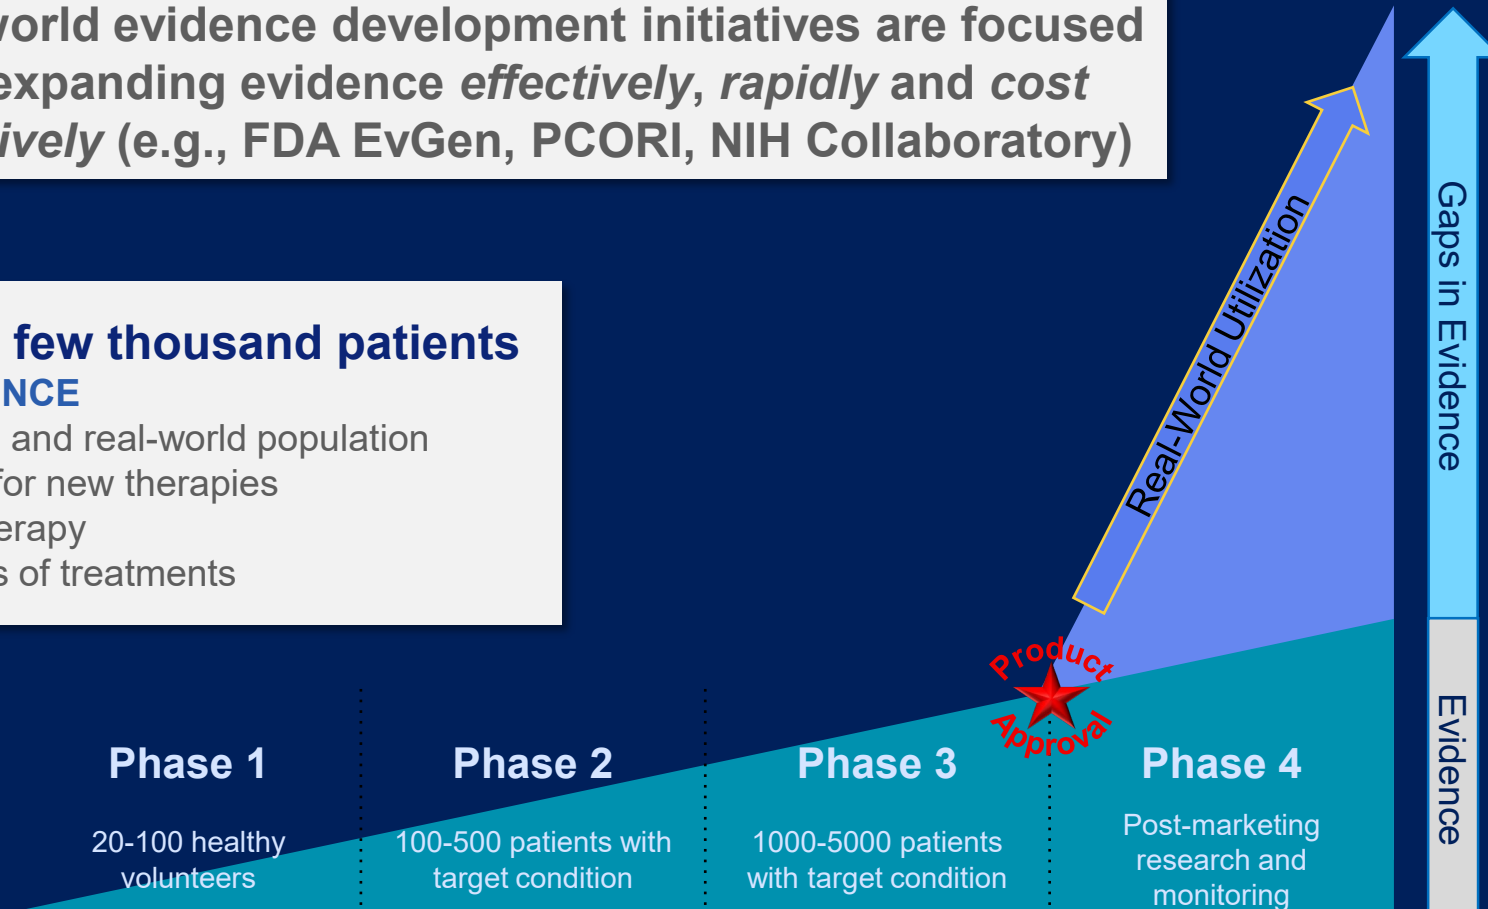 world evidence development initiatives are focused
expanding evidence effectively, rapidly and cost
ively (e.g., FDA EvGen, PCORI, NIH Collaboratory)
few thousand patients
NCE
and real-world population
for new therapies
erapy
s of treatments
Real-World Utilization
Gaps in Evidence
Evidence
Product
Approval
Phase 1
20-100 healthy
volunteers
Phase 2
100-500 patients with
target condition
Phase 3
1000-5000 patients
with target condition
Phase 4
Post-marketing
research and
monitoring